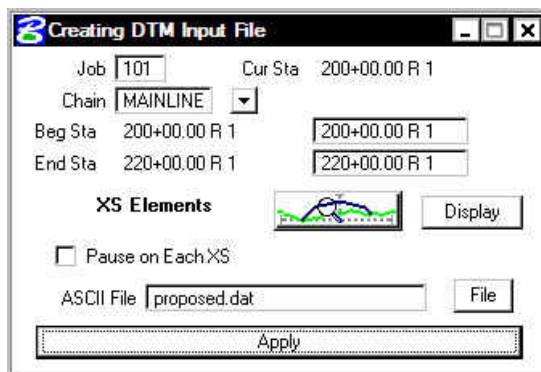 Creating DTM Input File
Job 101 Cur Sta 200+00.00 R 1
Chain MAINLINE
Beg Sta 200+00.00 R 1 200+00.00 R 1
End Sta 220+00.00 R 1 220+00.00 R 1
XS Elements Display
Pause on Each XS
ASCII File proposed.dat File
Apply